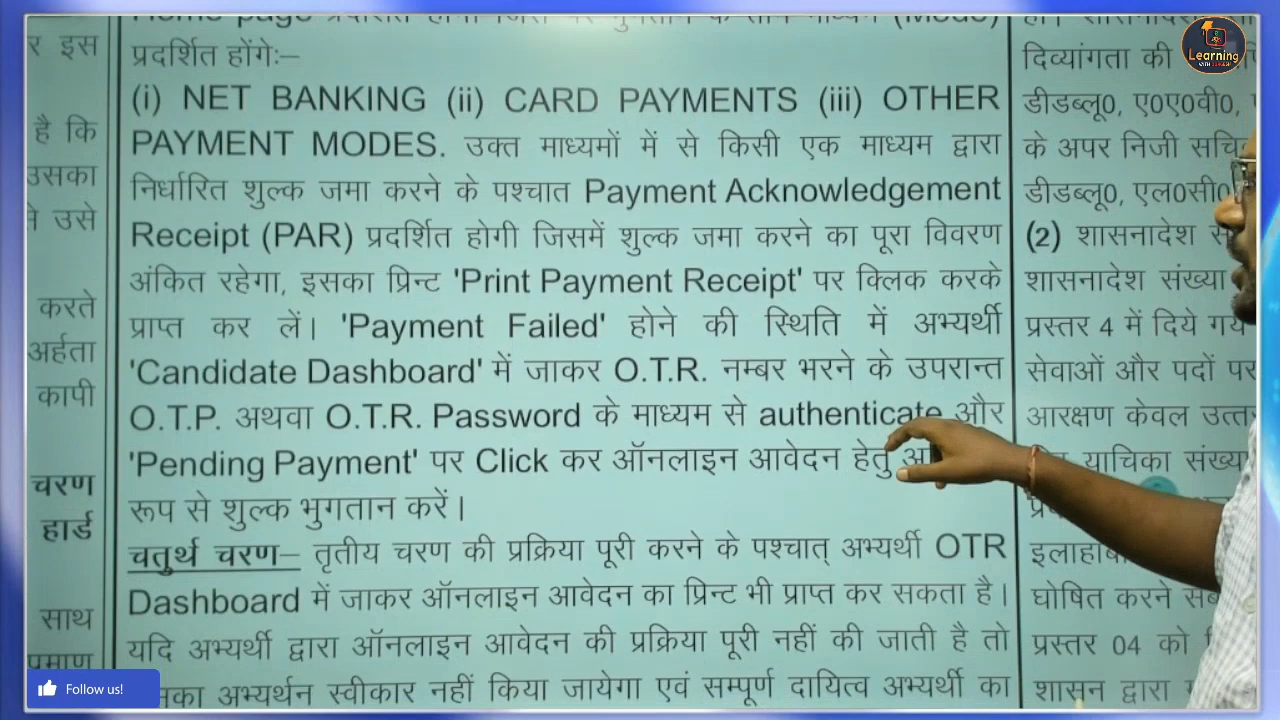 र इस
है कि
उसका
उसे
करते
अर्हता
कापी
चरण
हार्ड
साथ
प्रदर्शित होंगेः–
(i) NET BANKING (ii) CARD PAYMENTS (iii) OTHER
PAYMENT MODES. उक्त माध्यमों में से किसी एक माध्यम द्वारा
निर्धारित शुल्क जमा करने के पश्चात Payment Acknowledgement
Receipt (PAR) प्रदर्शित होगी जिसमें शुल्क जमा करने का पूरा विवरण
अंकित रहेगा, इसका प्रिन्ट 'Print Payment Receipt' पर क्लिक करके
प्राप्त कर लें। 'Payment Failed' होने की स्थिति में अभ्यर्थी
'Candidate Dashboard' में जाकर O.T.R. नम्बर भरने के उपरान्त
O.T.P. अथवा O.T.R. Password के माध्यम से authenticate और
'Pending Payment' पर Click कर ऑनलाइन आवेदन हेतु
रूप से शुल्क भुगतान करें।
चतुर्थ चरण– तृतीय चरण की प्रक्रिया पूरी करने के पश्चात् अभ्यर्थी OTR
Dashboard में जाकर ऑनलाइन आवेदन का प्रिन्ट भी प्राप्त कर सकता है।
यदि अभ्यर्थी द्वारा ऑनलाइन आवेदन की प्रक्रिया पूरी नहीं की जाती है तो
अभ्यर्थन स्वीकार नहीं किया जायेगा एवं सम्पूर्ण दायित्व अभ्यर्थी का
दिव्यांगता की
डीडब्लू0, ए0ए0वी0,
के अपर निजी
डीडब्लू0, एल0सी0
(2) शासनादेश
शासनादेश संख्या
प्रस्तर 4 में दिये गये
सेवाओं और पदों पर
आरक्षण केवल
याचिका
घोषित करने
प्रस्तर 04 को
शासन द्वारा
Learning
Follow us!